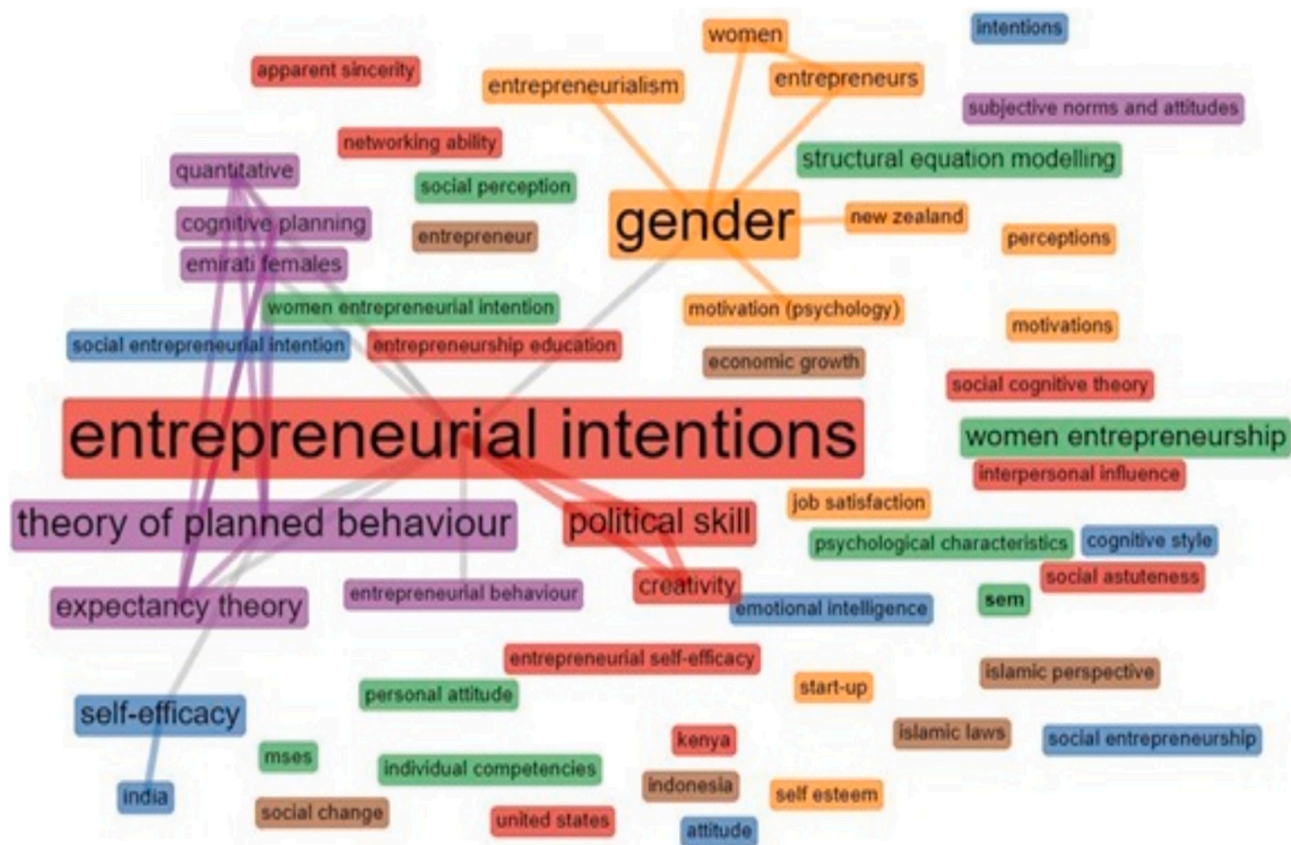 women
intentions
apparent sincerity
entrepreneurialism
entrepreneurs
subjective norms and attitudes
networking ability
structural equation modelling
quantitative
social perception
cognitive planning
gender
new zealand
entrepreneur
perceptions
emirati females
women entrepreneurial intention
motivation (psychology)
motivations
social entrepreneurial intention
entrepreneurship education
economic growth
social cognitive theory
entrepreneurial intentions
women entrepreneurship
interpersonal influence
job satisfaction
theory of planned behaviour
political skill
psychological characteristics
cognitive style
social astuteness
creativity
entrepreneurial behaviour
expectancy theory
emotional intelligence
sem
entrepreneurial self-efficacy
islamic perspective
personal attitude
start-up
self-efficacy
islamic laws
kenya
social entrepreneurship
mses
individual competencies
india
indonesia
self esteem
social change
united states
attitude